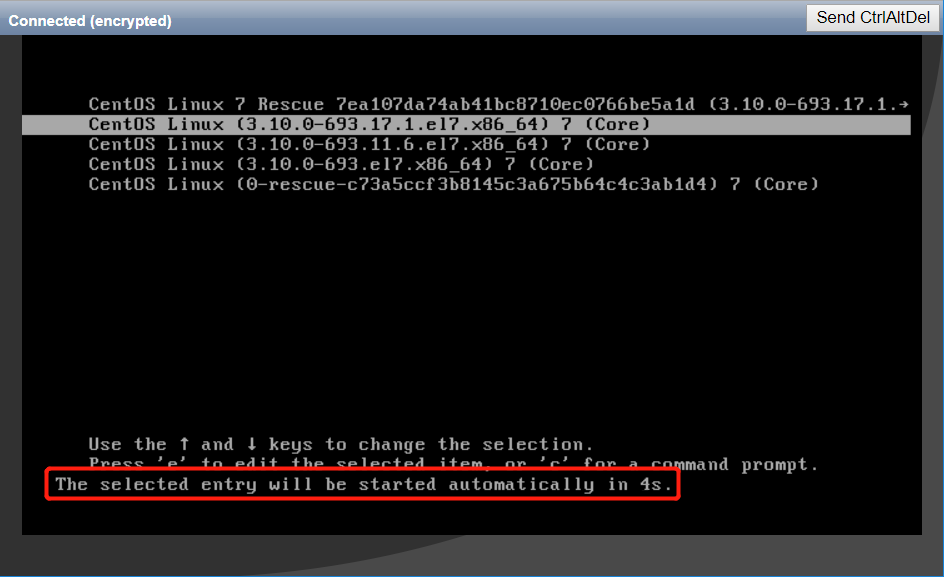 Connected (encrypted)
Send CtrlAltDel
CentOS Linux 7 Rescue 7ea107da74ab41bc8710ec0766be5a1d (3.10.0-693.17.1.→
CentOS Linux (3.10.0-693.17.1.el7.x86_64) 7 (Core)
CentOS Linux (3.10.0-693.11.6.el7.x86_64) 7 (Core)
CentOS Linux (3.10.0-693.el7.x86_64) 7 (Core)
CentOS Linux (0-rescue-c73a5ccf3b8145c3a675b64c4c3ab1d4) 7 (Core)
Use the ↑ and ↓ keys to change the selection.
Press 'e' to edit the selected item, or 'c' for a command prompt.
The selected entry will be started automatically in 4s.